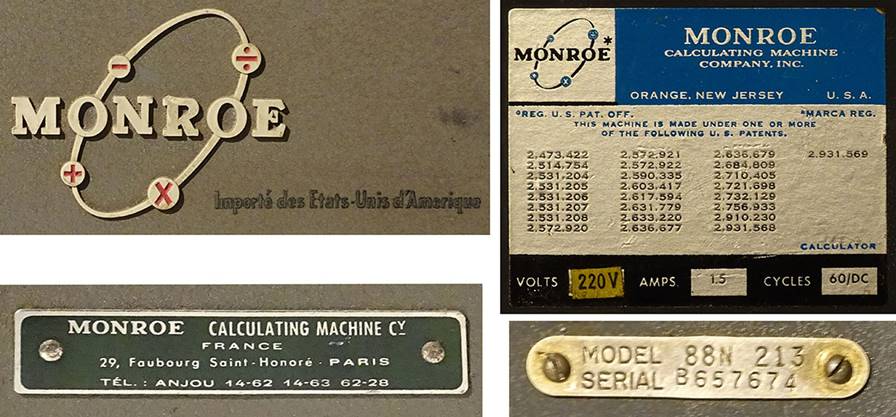 MONROE
Importé des Etats-Unis d'Amerique
MONROE CALCULATING MACHINE CY
FRANCE
29, Faubourg Saint-Honoré - PARIS
TÉL. : ANJOU 14-62 14-63 62-28
MONROE*
MONROE
CALCULATING MACHINE
COMPANY, INC.
ORANGE, NEW JERSEY U. S. A.
°REG. U. S. PAT. OFF. *MARCA REG.
THIS MACHINE IS MADE UNDER ONE OR MORE
OF THE FOLLOWING U. S. PATENTS.
2,473,422 2,572,921 2,636,679 2,931,569
2,514,754 2,572,922 2,684,809
2,531,204 2,590,335 2,710,405
2,531,205 2,603,417 2,721,698
2,531,206 2,617,594 2,732,129
2,531,207 2,631,779 2,756,933
2,531,208 2,633,220 2,910,230
2,572,920 2,636,677 2,931,568
CALCULATOR
VOLTS 220V AMPS. 1.5 CYCLES 60/DC
MODEL 88N 213
SERIAL B657674